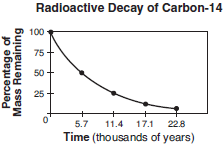 Radioactive Decay of Carbon-14
Percentage of
Mass Remaining
100
75
50
25
0
5.7 11.4 17.1 22.8
Time (thousands of years)